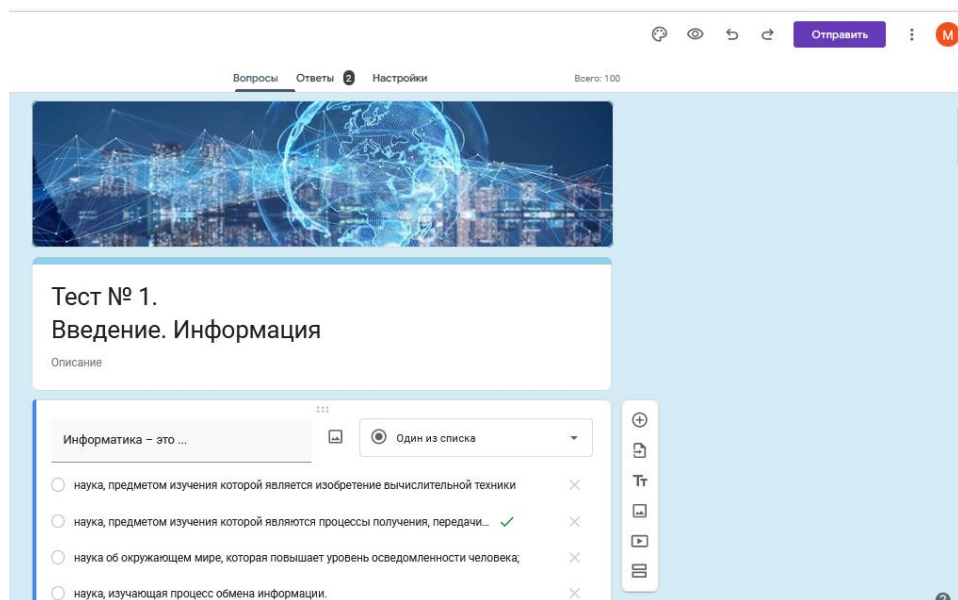 Отправить
М
Вопросы Ответы 2 Настройки Всего: 100
Тест № 1.
Введение. Информация
Описание
Информатика – это ...
Один из списка
наука, предметом изучения которой является изобретение вычислительной техники
наука, предметом изучения которой являются процессы получения, передачи...
наука об окружающем мире, которая повышает уровень осведомленности человека;
наука, изучающая процесс обмена информации.
Тт